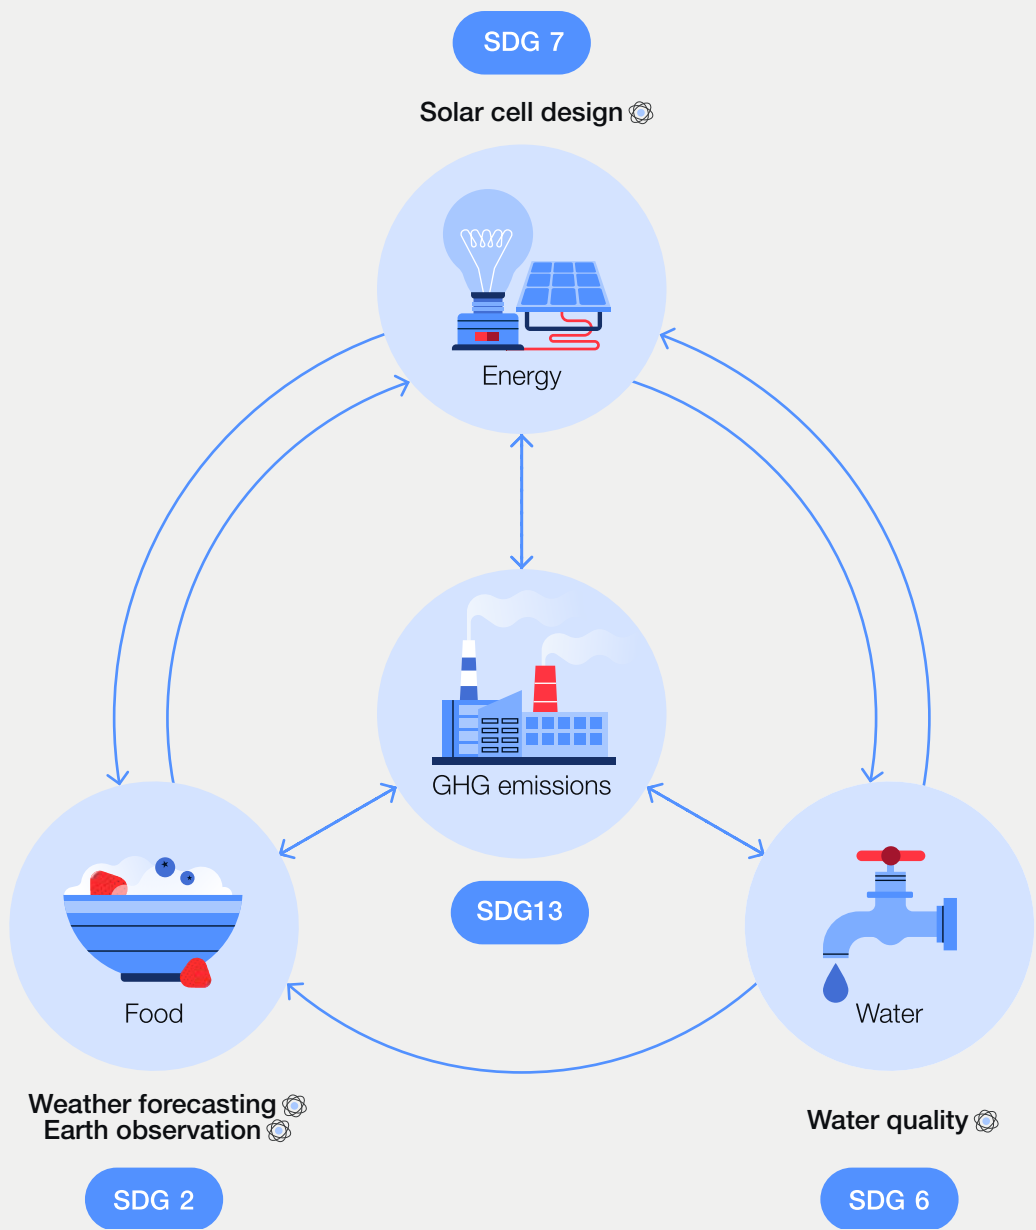 SDG 7
Solar cell design
Energy
GHG emissions
SDG13
Food
Water
Weather forecasting
Earth observation
Water quality
SDG 2
SDG 6